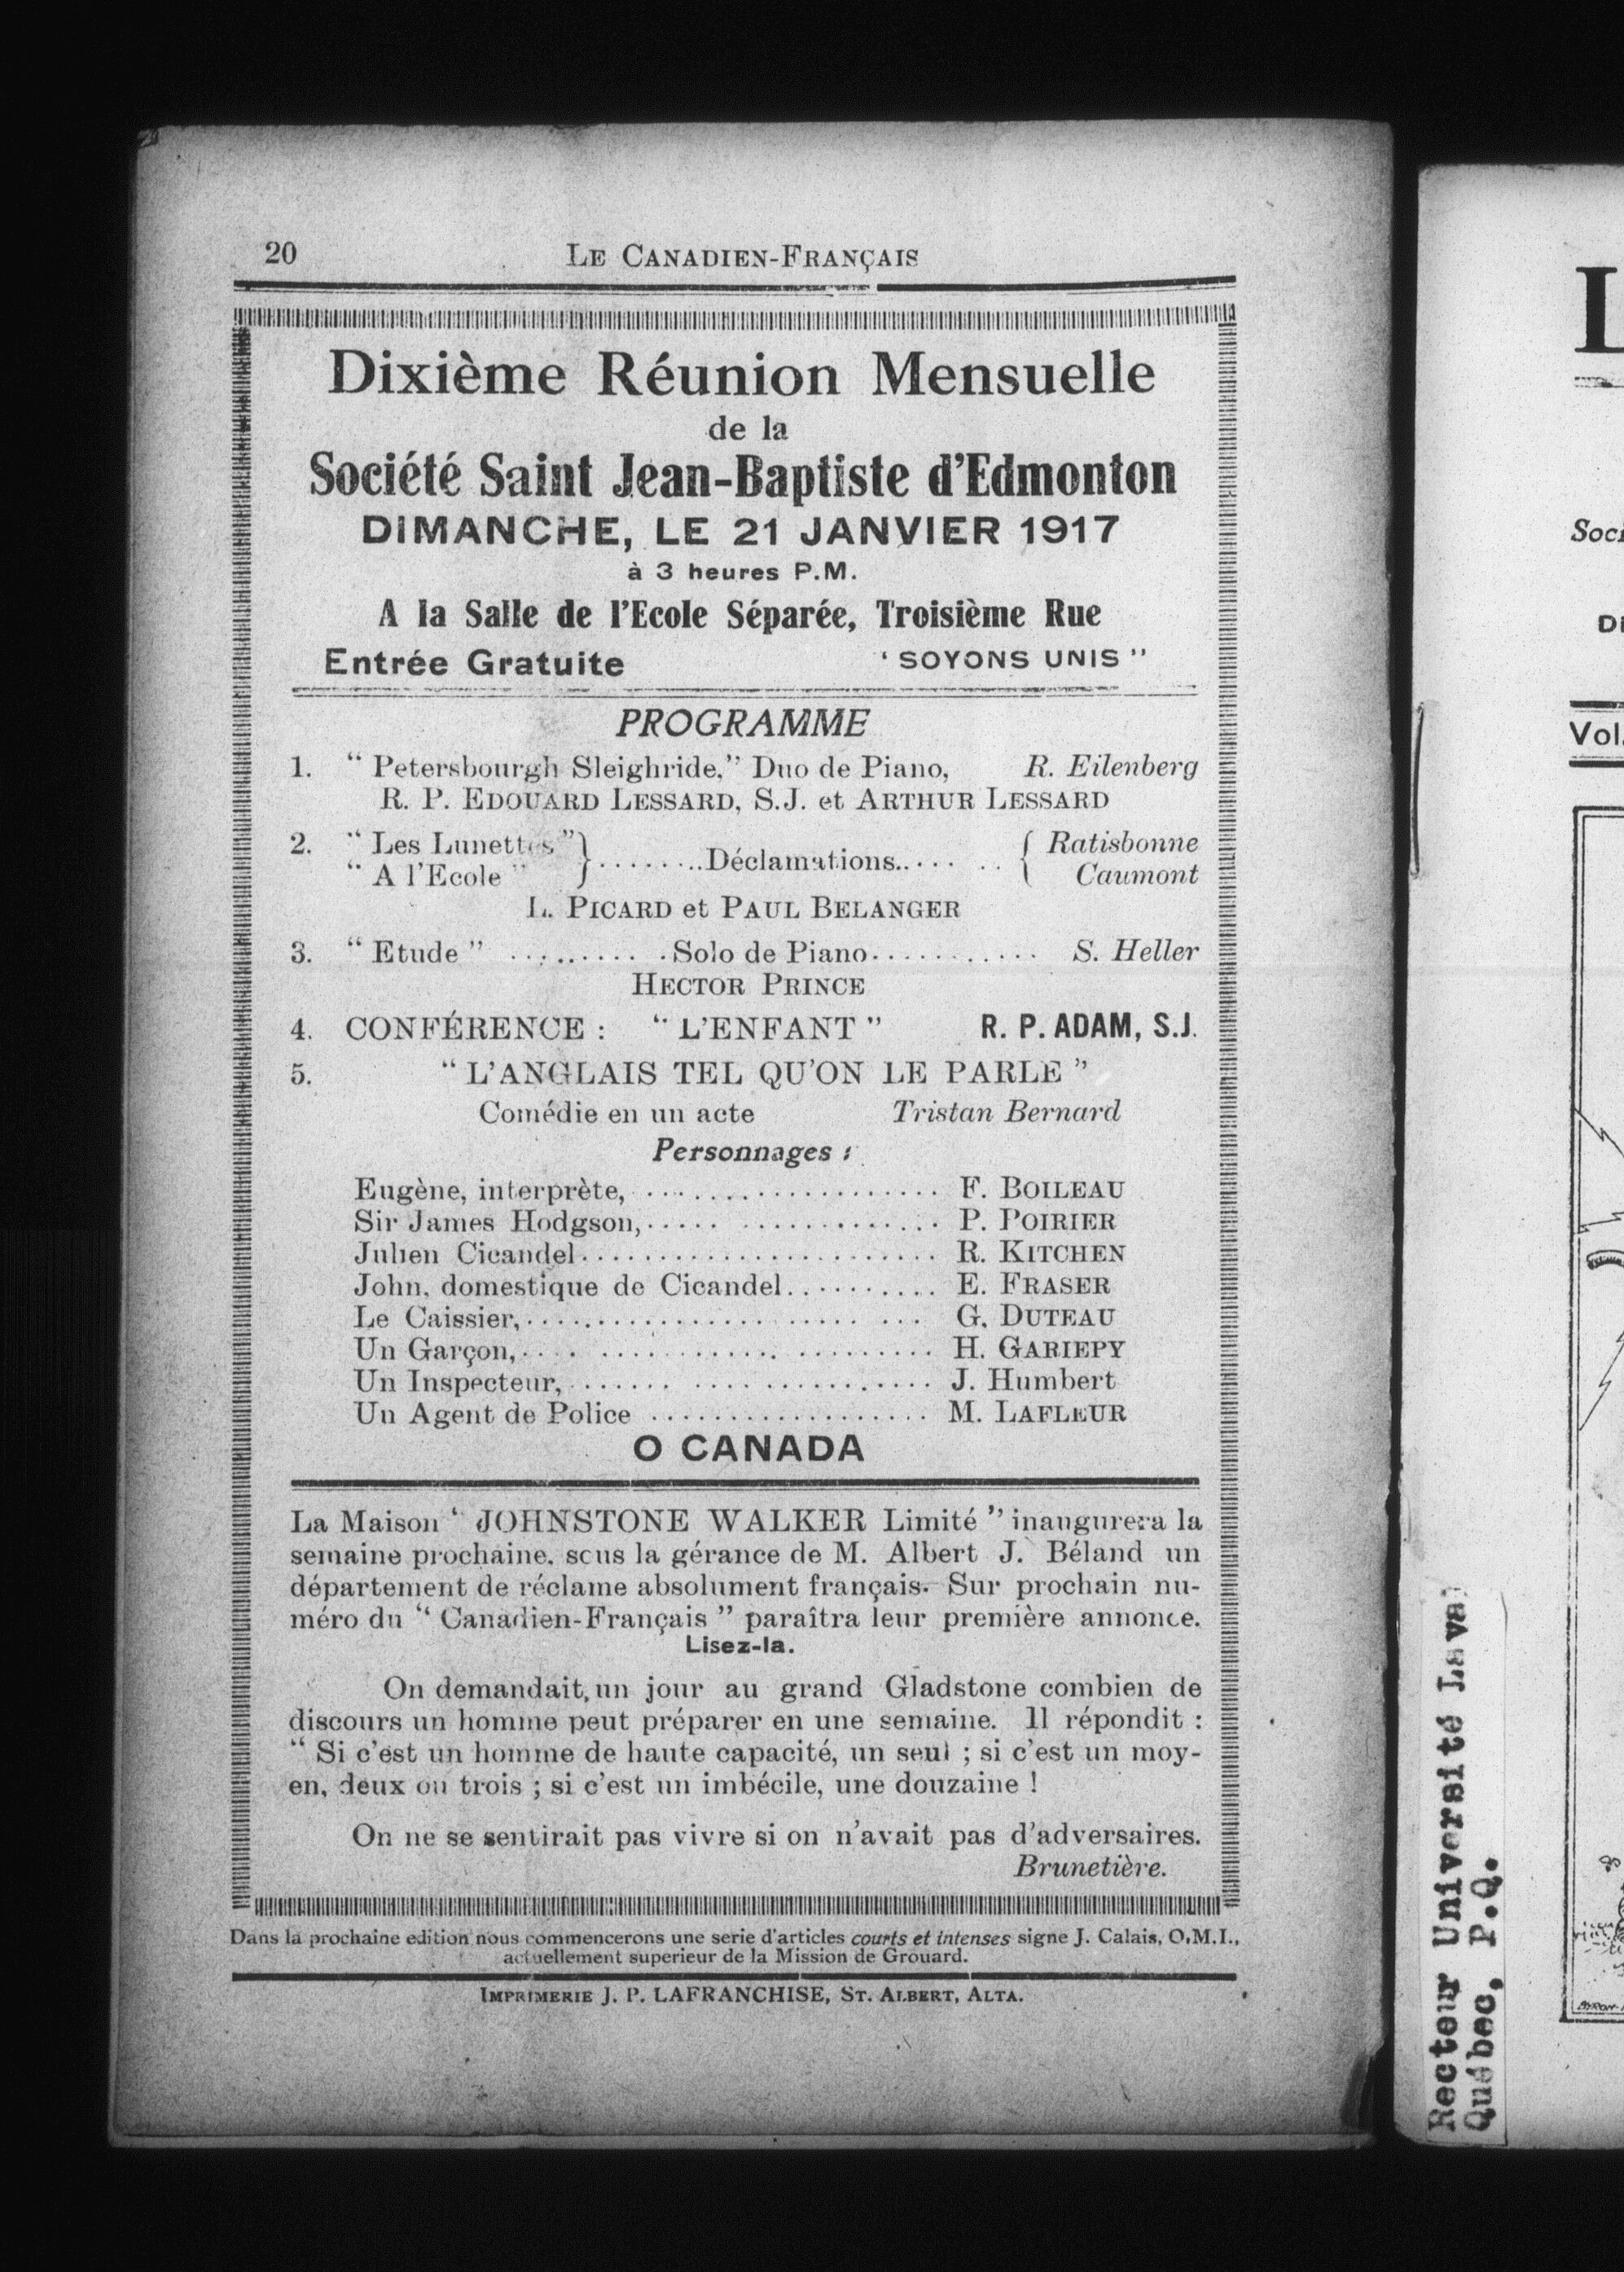 20 LE CANADIEN-FRANÇAIS
Dixième Réunion Mensuelle
de la
Société Saint Jean-Baptiste d'Edmonton
DIMANCHE, LE 21 JANVIER 1917
à 3 heures P.M.
A la Salle de l'Ecole Séparée, Troisième Rue
Entrée Gratuite ‘ SOYONS UNIS ”
PROGRAMME
1. “ Petersbourgh Sleighride,” Duo de Piano, R. Eilenberg
R. P. EDOUARD LESSARD, S.J. et ARTHUR LESSARD
2. “ Les Lunettes ” Ratisbonne
“ A l'Ecole ” } ........Déclamations...... .. { Caumont
L. PICARD et PAUL BELANGER
3. “ Etude ” ......... .Solo de Piano........... S. Heller
HECTOR PRINCE
4. CONFÉRENCE : “ L'ENFANT ” R. P. ADAM, S.J.
5. “ L'ANGLAIS TEL QU'ON LE PARLE ”
Comédie en un acte Tristan Bernard
Personnages :
Eugène, interprète, ................... F. BOILEAU
Sir James Hodgson,..... ............. P. POIRIER
Julien Cicandel....................... R. KITCHEN
John, domestique de Cicandel.......... E. FRASER
Le Caissier,....................... ... G. DUTEAU
Un Garçon,.... ............. ......... H. GARIEPY
Un Inspecteur, ....... ................ J. Humbert
Un Agent de Police .................. M. LAFLEUR
O CANADA
La Maison ‘ JOHNSTONE WALKER Limité ” inaugurera la
semaine prochaine, sous la gérance de M. Albert J. Béland un
département de réclame absolument français. Sur prochain nu-
méro du “ Canadien-Français ” paraîtra leur première annonce.
Lisez-la.
On demandait, un jour au grand Gladstone combien de
discours un homme peut préparer en une semaine. Il répondit :
“ Si c'est un homme de haute capacité, un seul ; si c'est un moy-
en, deux ou trois ; si c'est un imbécile, une douzaine !
On ne se sentirait pas vivre si on n'avait pas d'adversaires.
Brunetière.
Dans la prochaine edition nous commencerons une serie d'articles courts et intenses signe J. Calais, O.M.I.,
actuellement superieur de la Mission de Grouard.
IMPRIMERIE J. P. LAFRANCHISE, ST. ALBERT, ALTA.
L
Soci
Di
Vol.
Recteur Université Laval
Québec, P.Q.